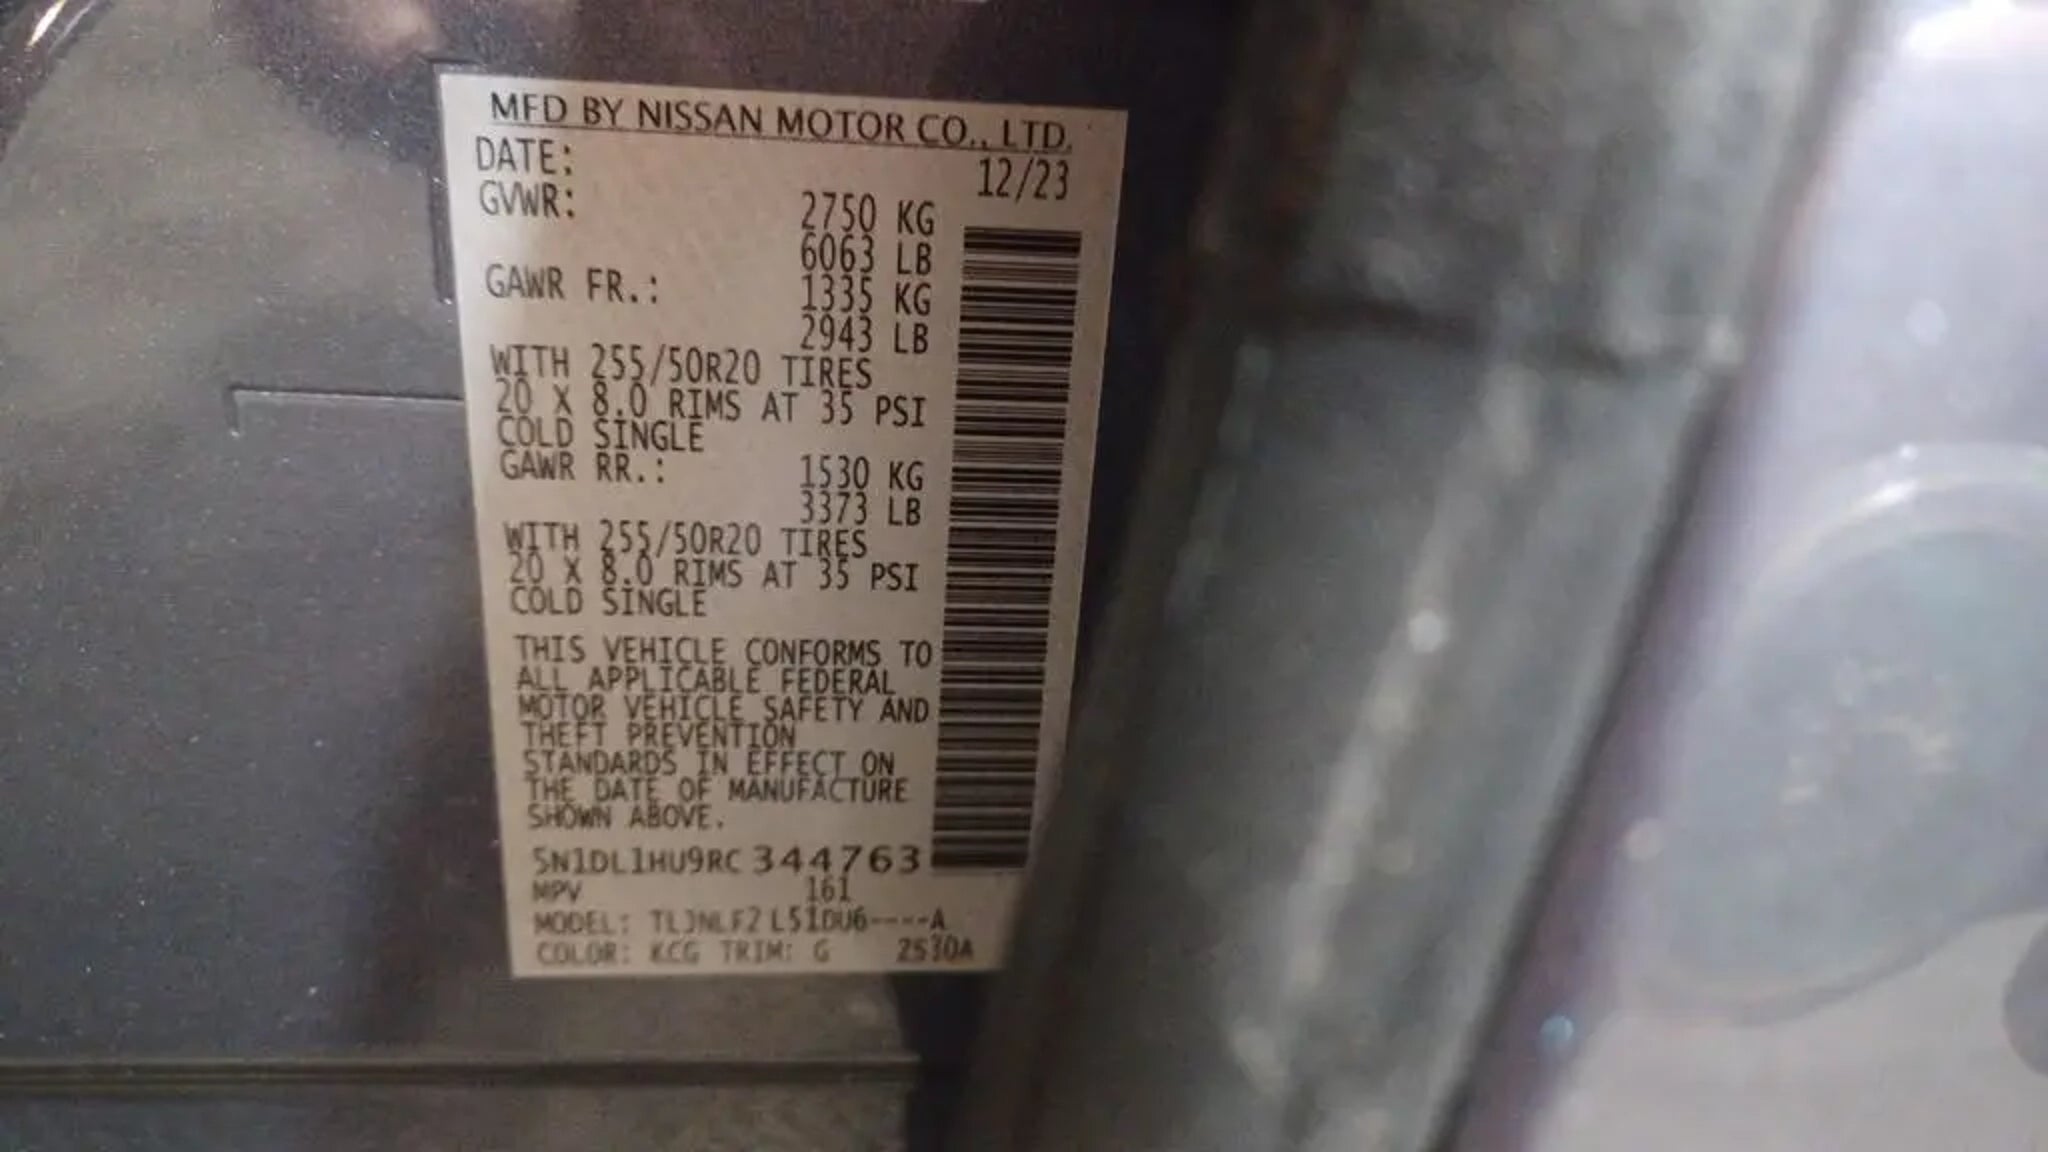 MFD BY NISSAN MOTOR CO., LTD.
DATE: 12/23
GVWR: 2750 KG
6063 LB
GAWR FR.: 1335 KG
2943 LB
WITH 255/50R20 TIRES
20 X 8.0 RIMS AT 35 PSI
COLD SINGLE
GAWR RR.: 1530 KG
3373 LB
WITH 255/50R20 TIRES
20 X 8.0 RIMS AT 35 PSI
COLD SINGLE
THIS VEHICLE CONFORMS TO
ALL APPLICABLE FEDERAL
MOTOR VEHICLE SAFETY AND
THEFT PREVENTION
STANDARDS IN EFFECT ON
THE DATE OF MANUFACTURE
SHOWN ABOVE.
5N1DL1HU9RC 344763
MPV 161
MODEL: TLJNLF2 L51DU6----A
COLOR: KCG TRIM: G 2530A